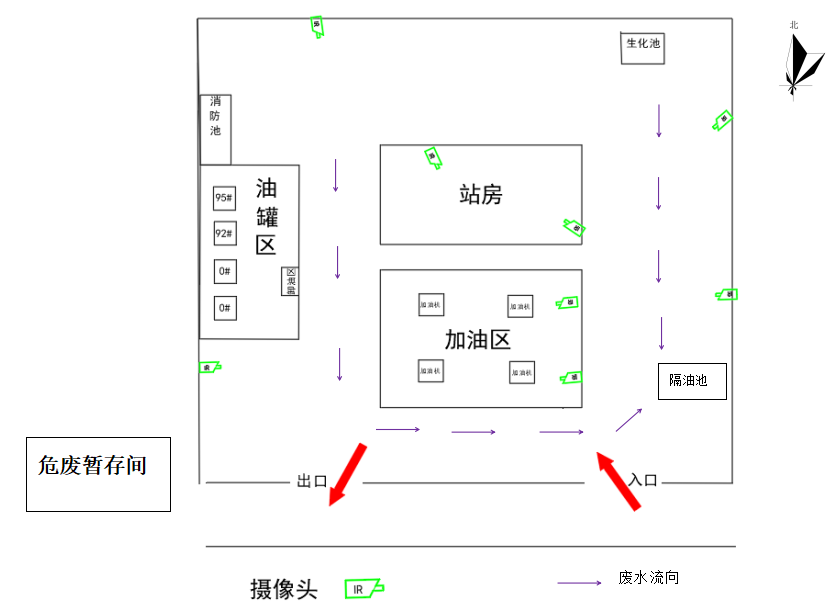 北
生化池
消
防
池
站房
油
罐
区
95#
92#
0#
0#
加油机
加油机
加油区
加油机
加油机
隔油池
危废暂存间
出口
入口
摄像头
IR
废水流向